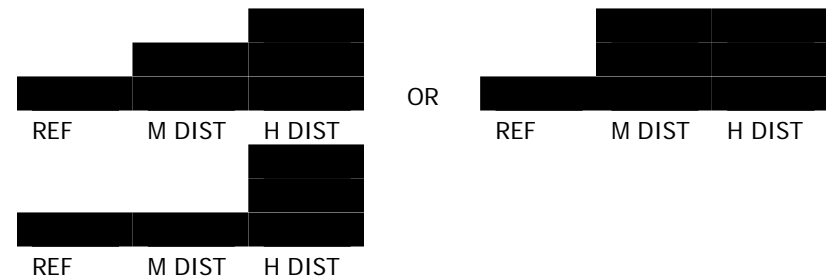 OR
REF M DIST H DIST REF M DIST H DIST
REF M DIST H DIST